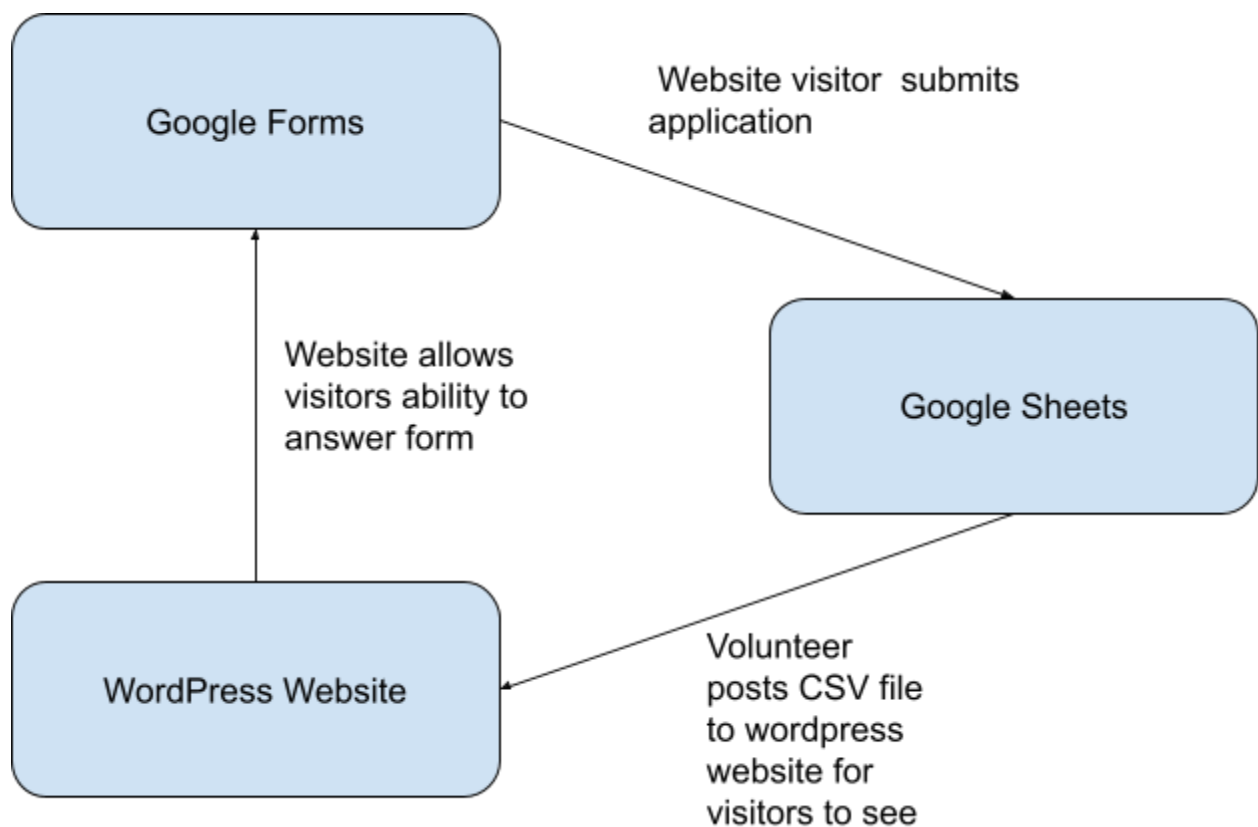 Google Forms
Website visitor  submits
application
Website allows
visitors ability to
answer form
Google Sheets
WordPress Website
Volunteer
posts CSV file
to wordpress
website for
visitors to see